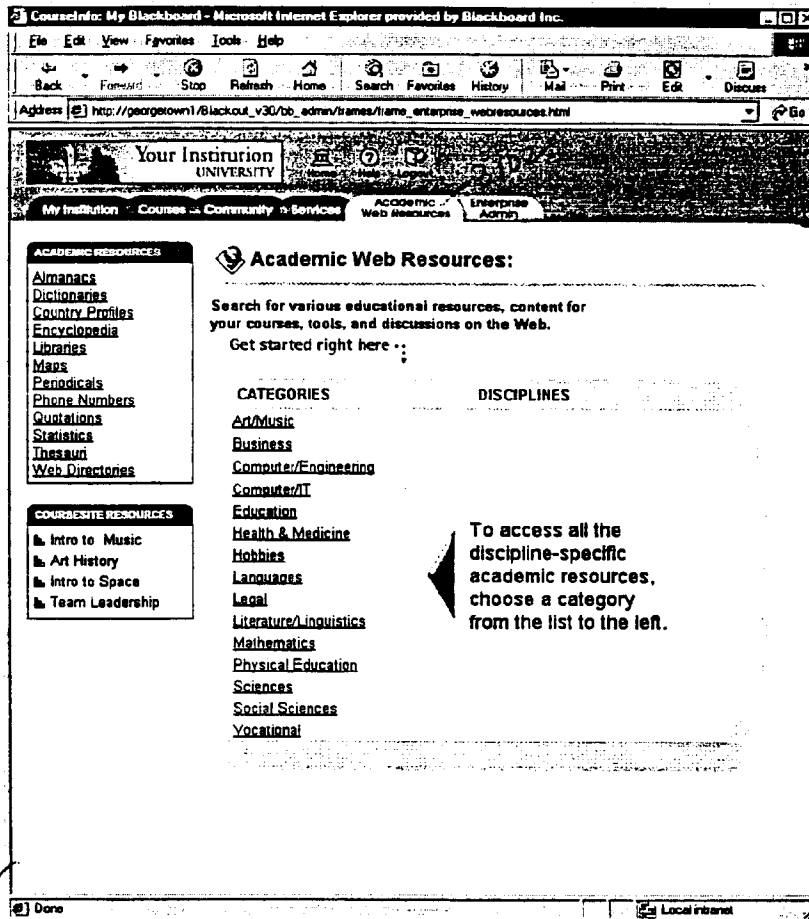 CourseInfo: My Blackboard - Microsoft Internet Explorer provided by Blackboard Inc.
File Edit View Favorites Tools Help
Back Forward Stop Refresh Home Search Favorites History Mail Print Edit Discuss
Address http://georgetown1/Blackout_v30/bb_admin/frames/frame_enterprise_webresources.html Go
Your Institution
UNIVERSITY
Home Help Logout
My Institution Courses Community Services Academic Web Resources Enterprise Admin
ACADEMIC RESOURCES
Almanacs
Dictionaries
Country Profiles
Encyclopedia
Libraries
Maps
Periodicals
Phone Numbers
Quotations
Statistics
Thesauri
Web Directories
COURSESITE RESOURCES
Intro to Music
Art History
Intro to Space
Team Leadership
Academic Web Resources:
Search for various educational resources, content for
your courses, tools, and discussions on the Web.
Get started right here
CATEGORIES DISCIPLINES
Art/Music
Business
Computer/Engineering
Computer/IT
Education
Health & Medicine
Hobbies
Languages
Legal
Literature/Linguistics
Mathematics
Physical Education
Sciences
Social Sciences
Vocational
To access all the
discipline-specific
academic resources,
choose a category
from the list to the left.
Done Local intranet